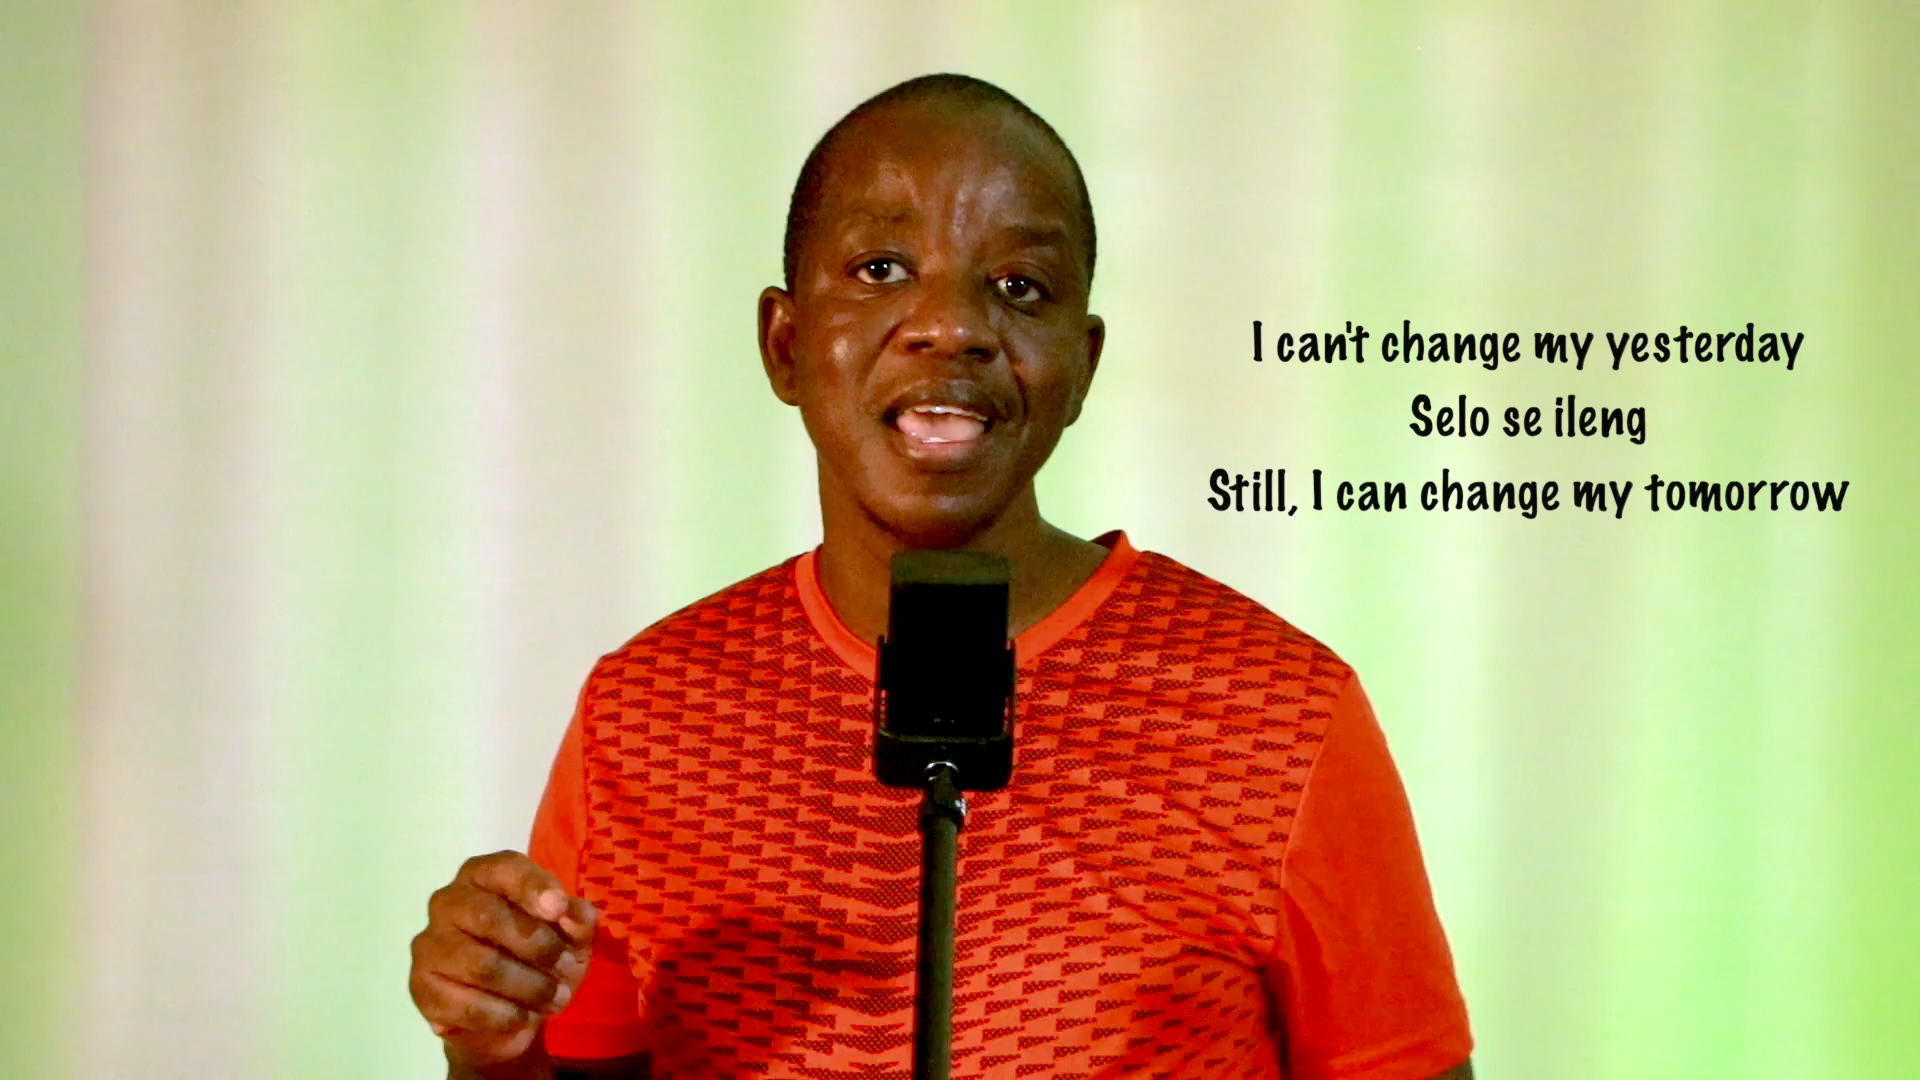 I can't change my yesterday
Selo se ileng
Still, I can change my tomorrow